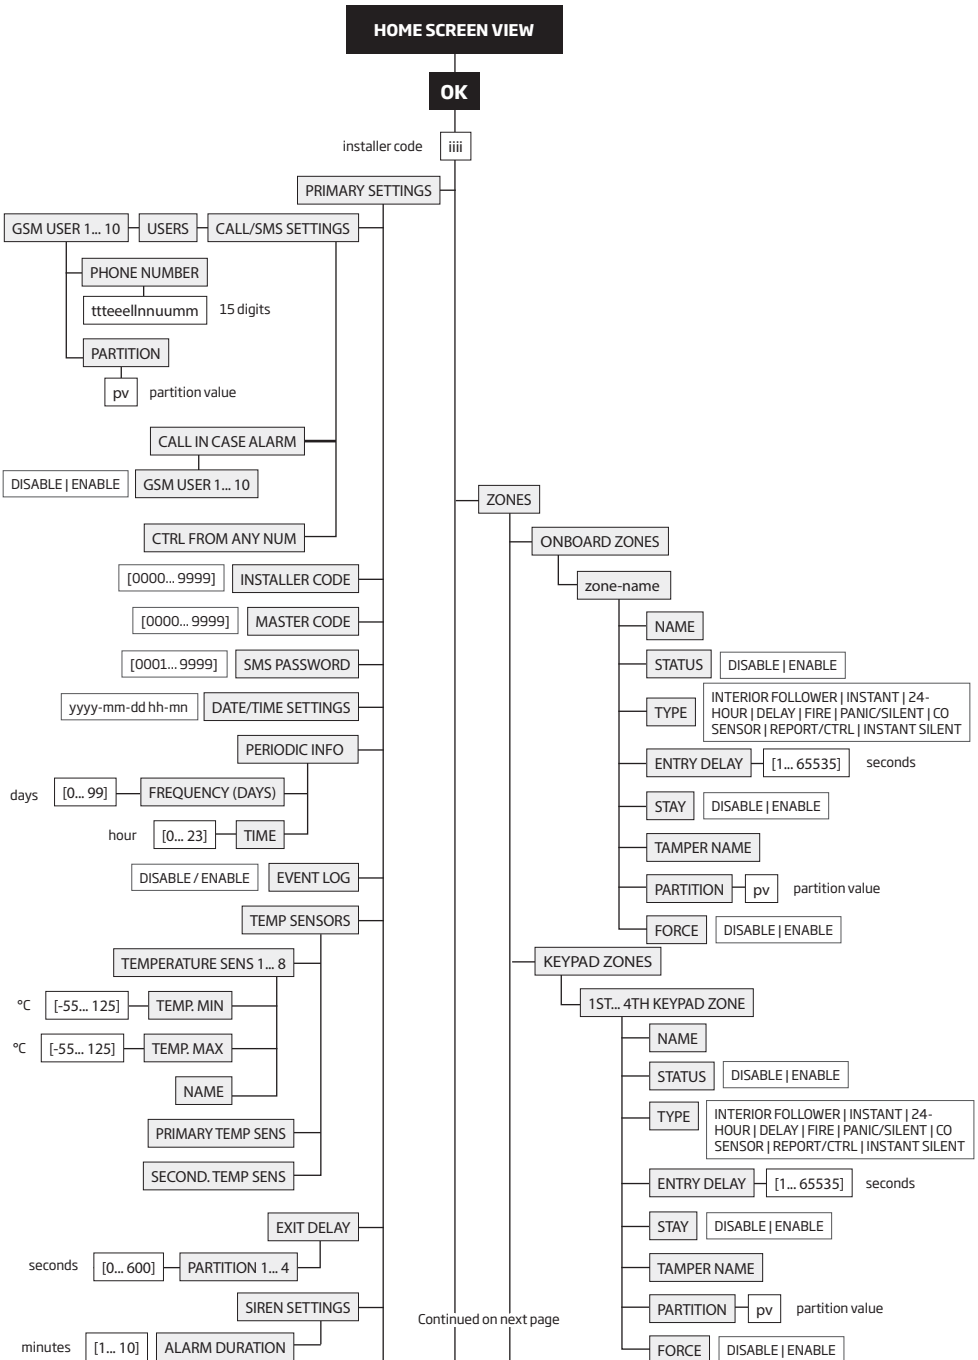 HOME SCREEN VIEW
OK
installer code iiii
PRIMARY SETTINGS
GSM USER 1... 10 USERS CALL/SMS SETTINGS
PHONE NUMBER
ttteeellnnuumm 15 digits
PARTITION
pv partition value
CALL IN CASE ALARM
DISABLE | ENABLE GSM USER 1... 10
CTRL FROM ANY NUM
[0000... 9999] INSTALLER CODE
[0000... 9999] MASTER CODE
[0001... 9999] SMS PASSWORD
yyyy-mm-dd hh-mn DATE/TIME SETTINGS
PERIODIC INFO
days [0... 99] FREQUENCY (DAYS)
hour [0... 23] TIME
DISABLE / ENABLE EVENT LOG
TEMP SENSORS
TEMPERATURE SENS 1... 8
°C [-55... 125] TEMP. MIN
°C [-55... 125] TEMP. MAX
NAME
PRIMARY TEMP SENS
SECOND. TEMP SENS
EXIT DELAY
seconds [0... 600] PARTITION 1... 4
SIREN SETTINGS
minutes [1... 10] ALARM DURATION
ZONES
ONBOARD ZONES
zone-name
NAME
STATUS DISABLE | ENABLE
TYPE INTERIOR FOLLOWER | INSTANT | 24-
HOUR | DELAY | FIRE | PANIC/SILENT | CO
SENSOR | REPORT/CTRL | INSTANT SILENT
ENTRY DELAY [1... 65535] seconds
STAY DISABLE | ENABLE
TAMPER NAME
PARTITION pv partition value
FORCE DISABLE | ENABLE
KEYPAD ZONES
1ST... 4TH KEYPAD ZONE
NAME
STATUS DISABLE | ENABLE
TYPE INTERIOR FOLLOWER | INSTANT | 24-
HOUR | DELAY | FIRE | PANIC/SILENT | CO
SENSOR | REPORT/CTRL | INSTANT SILENT
ENTRY DELAY [1... 65535] seconds
STAY DISABLE | ENABLE
TAMPER NAME
PARTITION pv partition value
FORCE DISABLE | ENABLE
Continued on next page